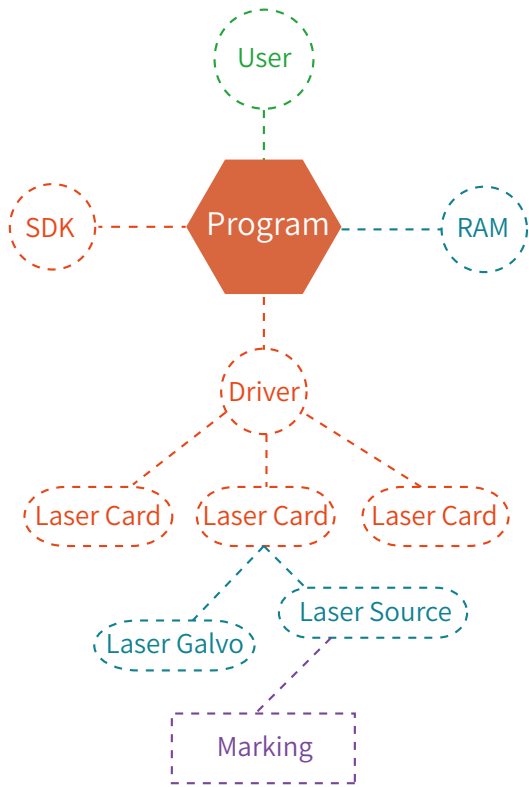 User
SDK
Program
RAM
Driver
Laser Card
Laser Card
Laser Card
Laser Source
Laser Galvo
Marking